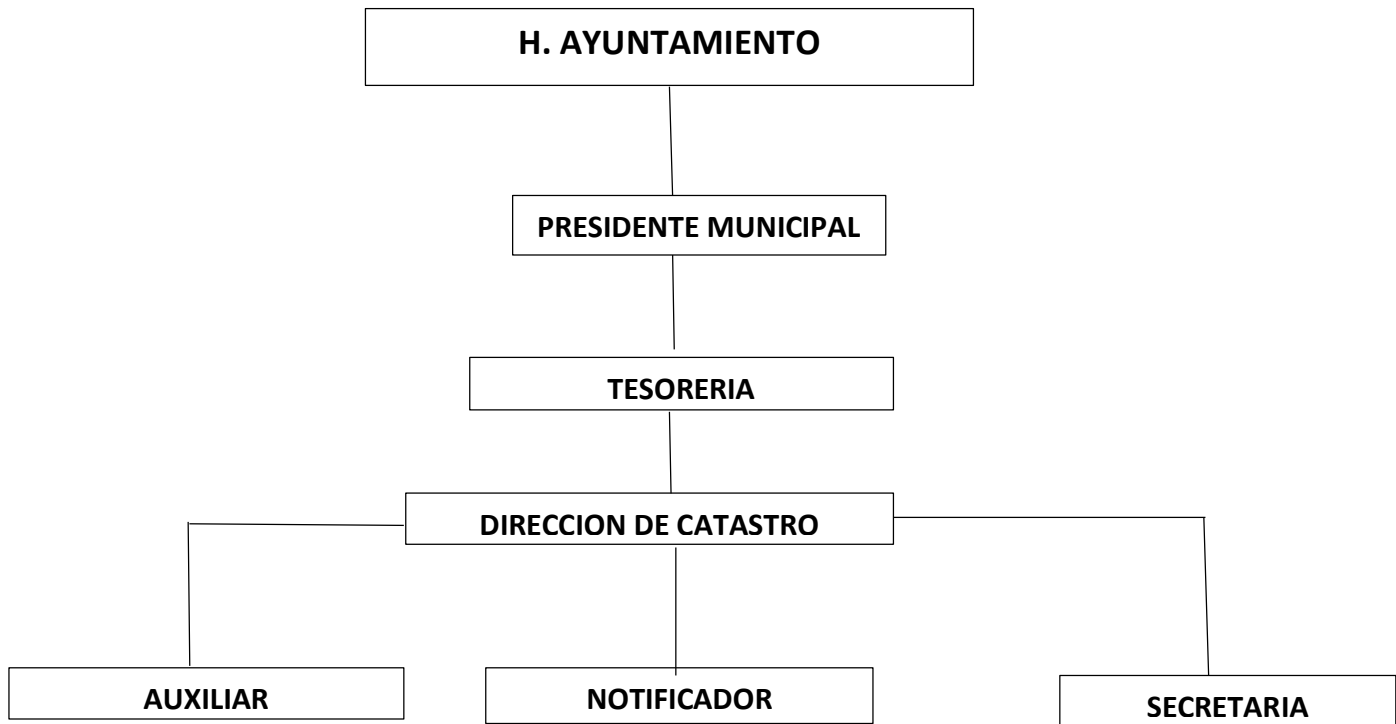 H. AYUNTAMIENTO
PRESIDENTE MUNICIPAL
TESORERIA
DIRECCION DE CATASTRO
AUXILIAR
NOTIFICADOR
SECRETARIA